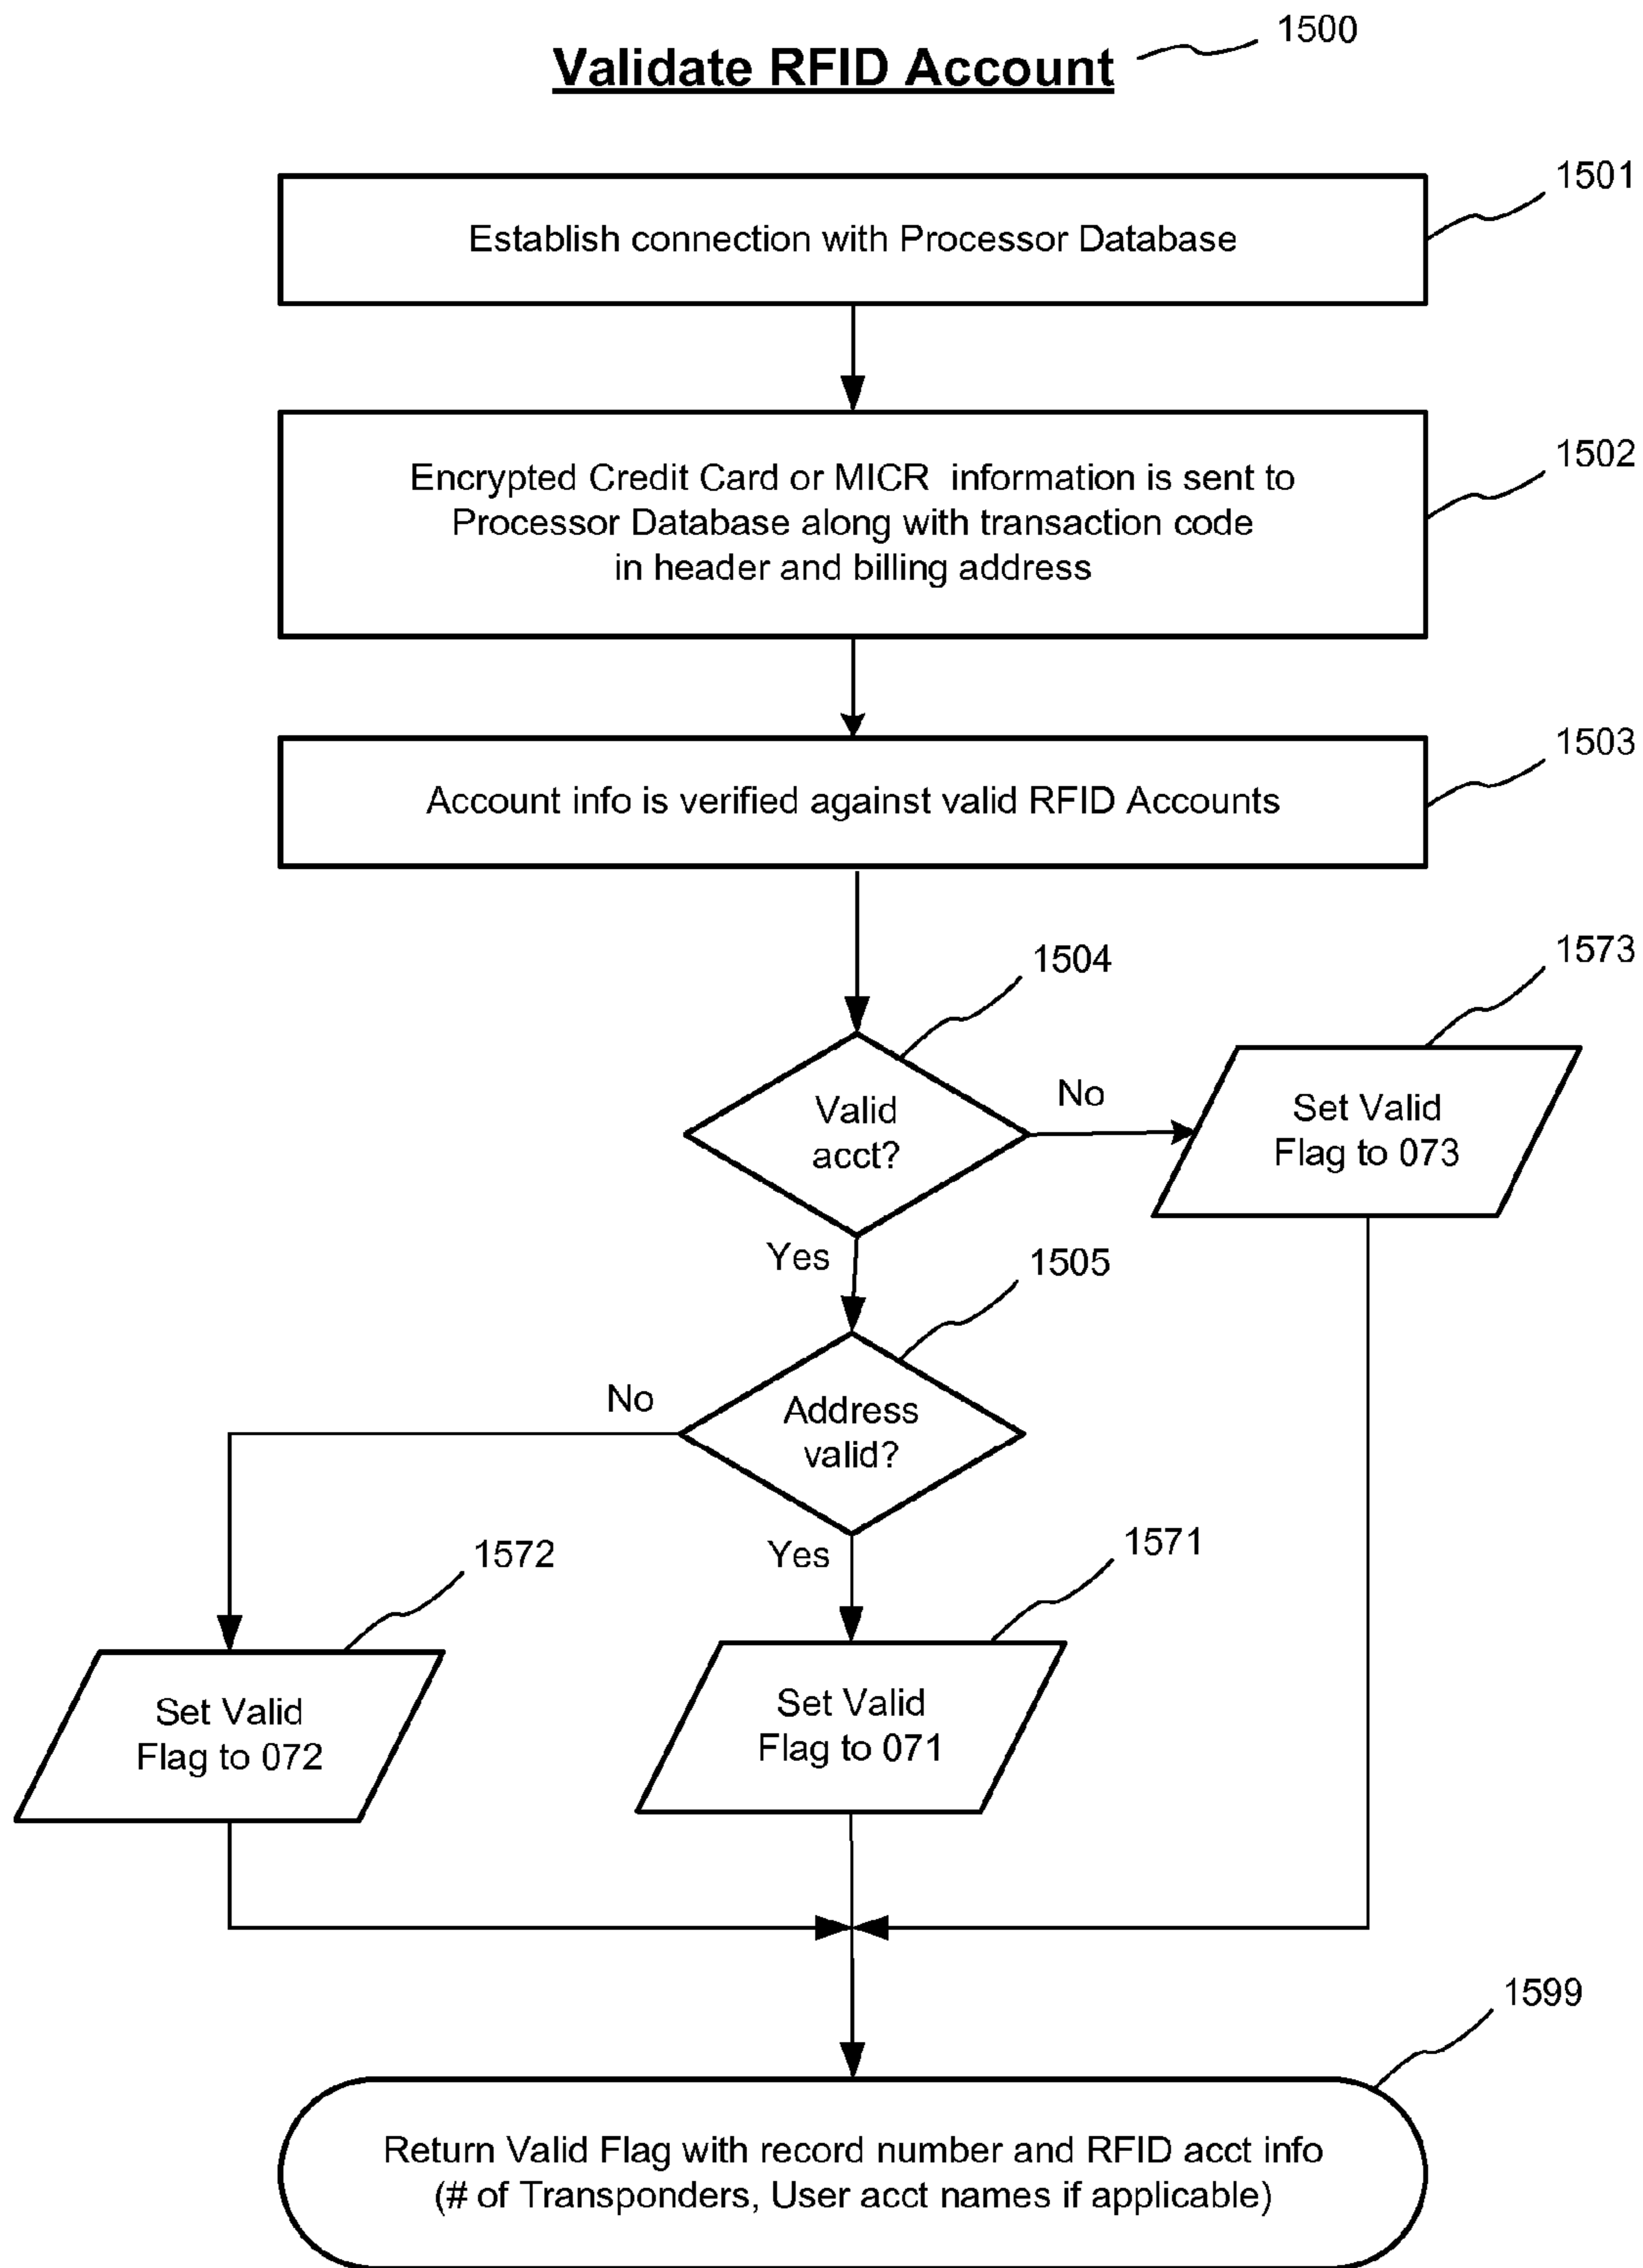 1500
Validate RFID Account
1501
Establish connection with Processor Database
1502
Encrypted Credit Card or MICR information is sent to
Processor Database along with transaction code
in header and billing address
1503
Account info is verified against valid RFID Accounts
1504
1573
Valid
acct?
No
Set Valid
Flag to 073
Yes
1505
No
Address
valid?
Yes
1572
1571
Set Valid
Flag to 072
Set Valid
Flag to 071
1599
Return Valid Flag with record number and RFID acct info
(# of Transponders, User acct names if applicable)